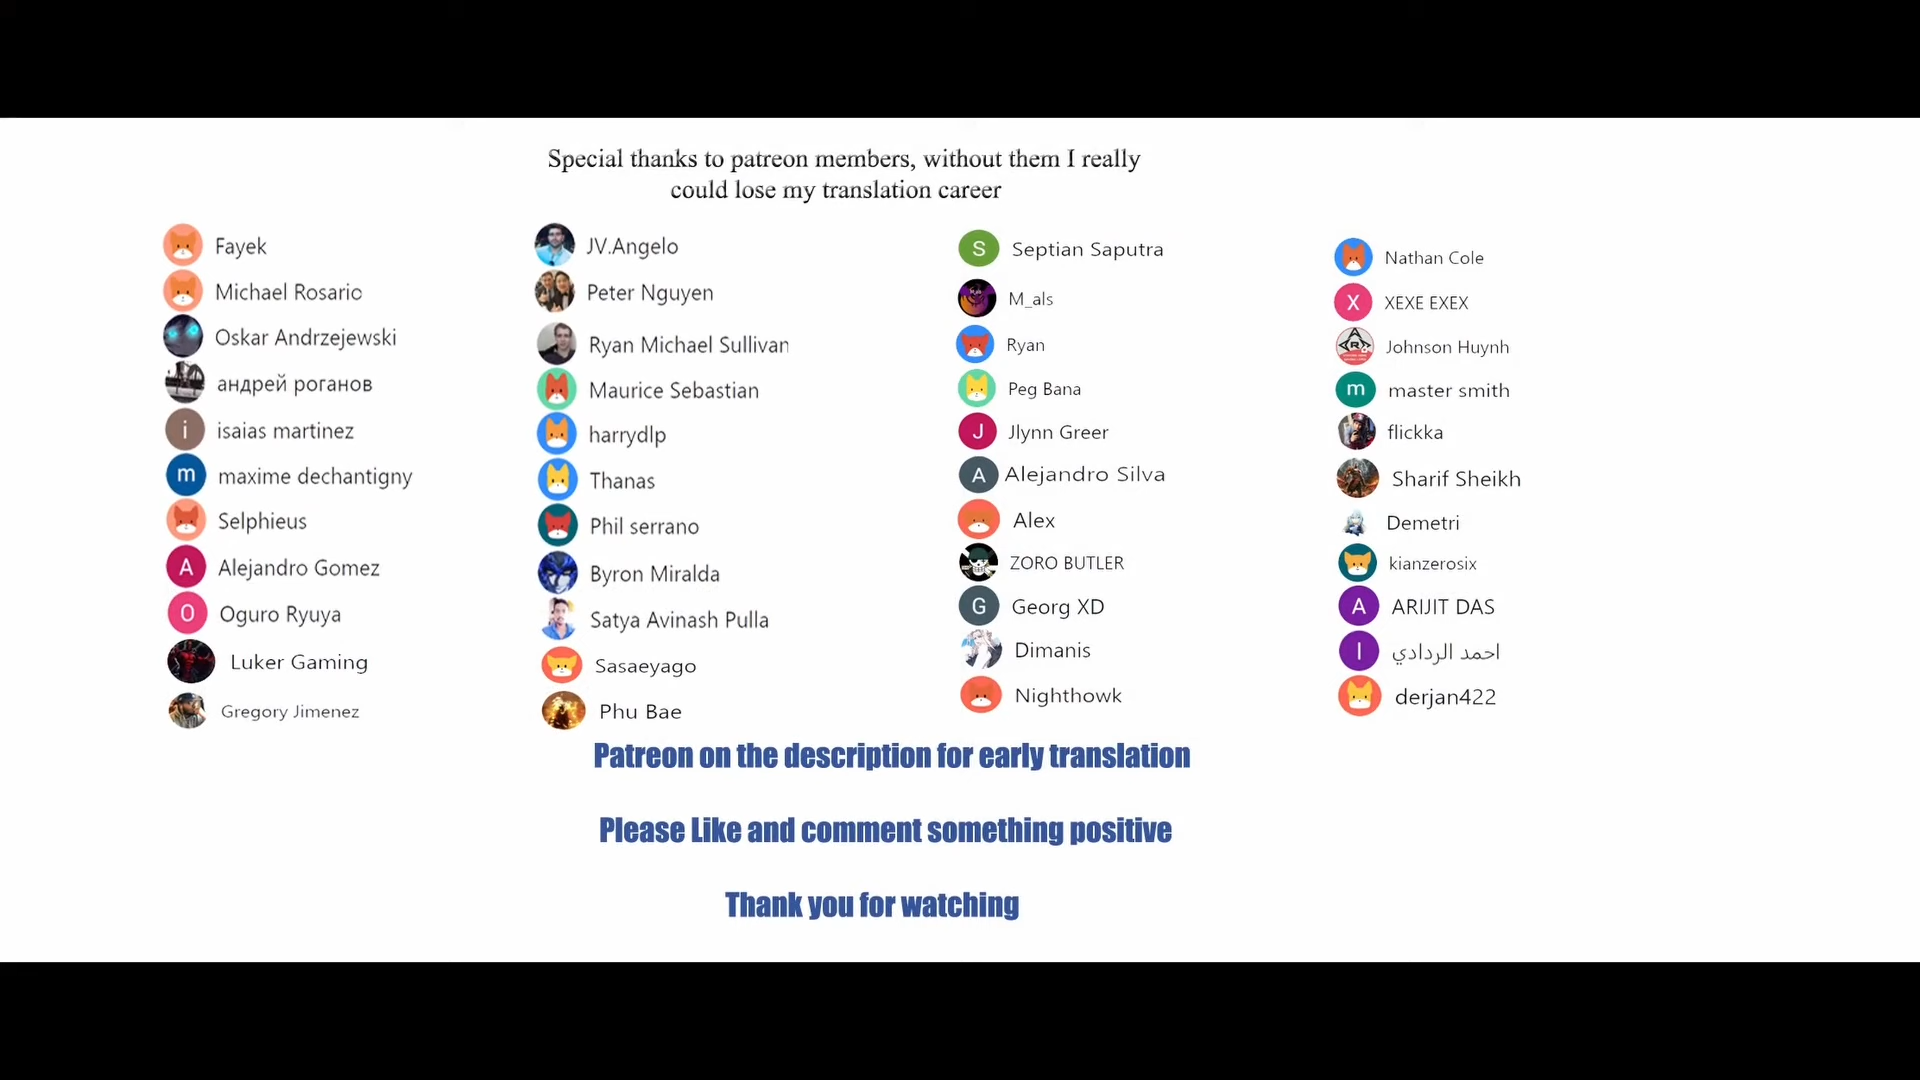 Special thanks to patreon members, without them I really
could lose my translation career
Fayek
Michael Rosario
Oskar Andrzejewski
андрей роганов
i
isaias martinez
m
maxime dechantigny
Selphieus
A
Alejandro Gomez
O
Oguro Ryuya
Luker Gaming
Gregory Jimenez
JV.Angelo
Peter Nguyen
Ryan Michael Sullivan
Maurice Sebastian
harrydlp
Thanas
Phil serrano
Byron Miralda
Satya Avinash Pulla
Sasaeyago
Phu Bae
S
Septian Saputra
M_als
Ryan
Peg Bana
J
Jlynn Greer
A
Alejandro Silva
Alex
ZORO BUTLER
G
Georg XD
Dimanis
Nighthowk
Nathan Cole
X
XEXE EXEX
Johnson Huynh
m
master smith
flickka
Sharif Sheikh
Demetri
kianzerosix
A
ARIJIT DAS
I
احمد الردادي
derjan422
Patreon on the description for early translation
Please Like and comment something positive
Thank you for watching